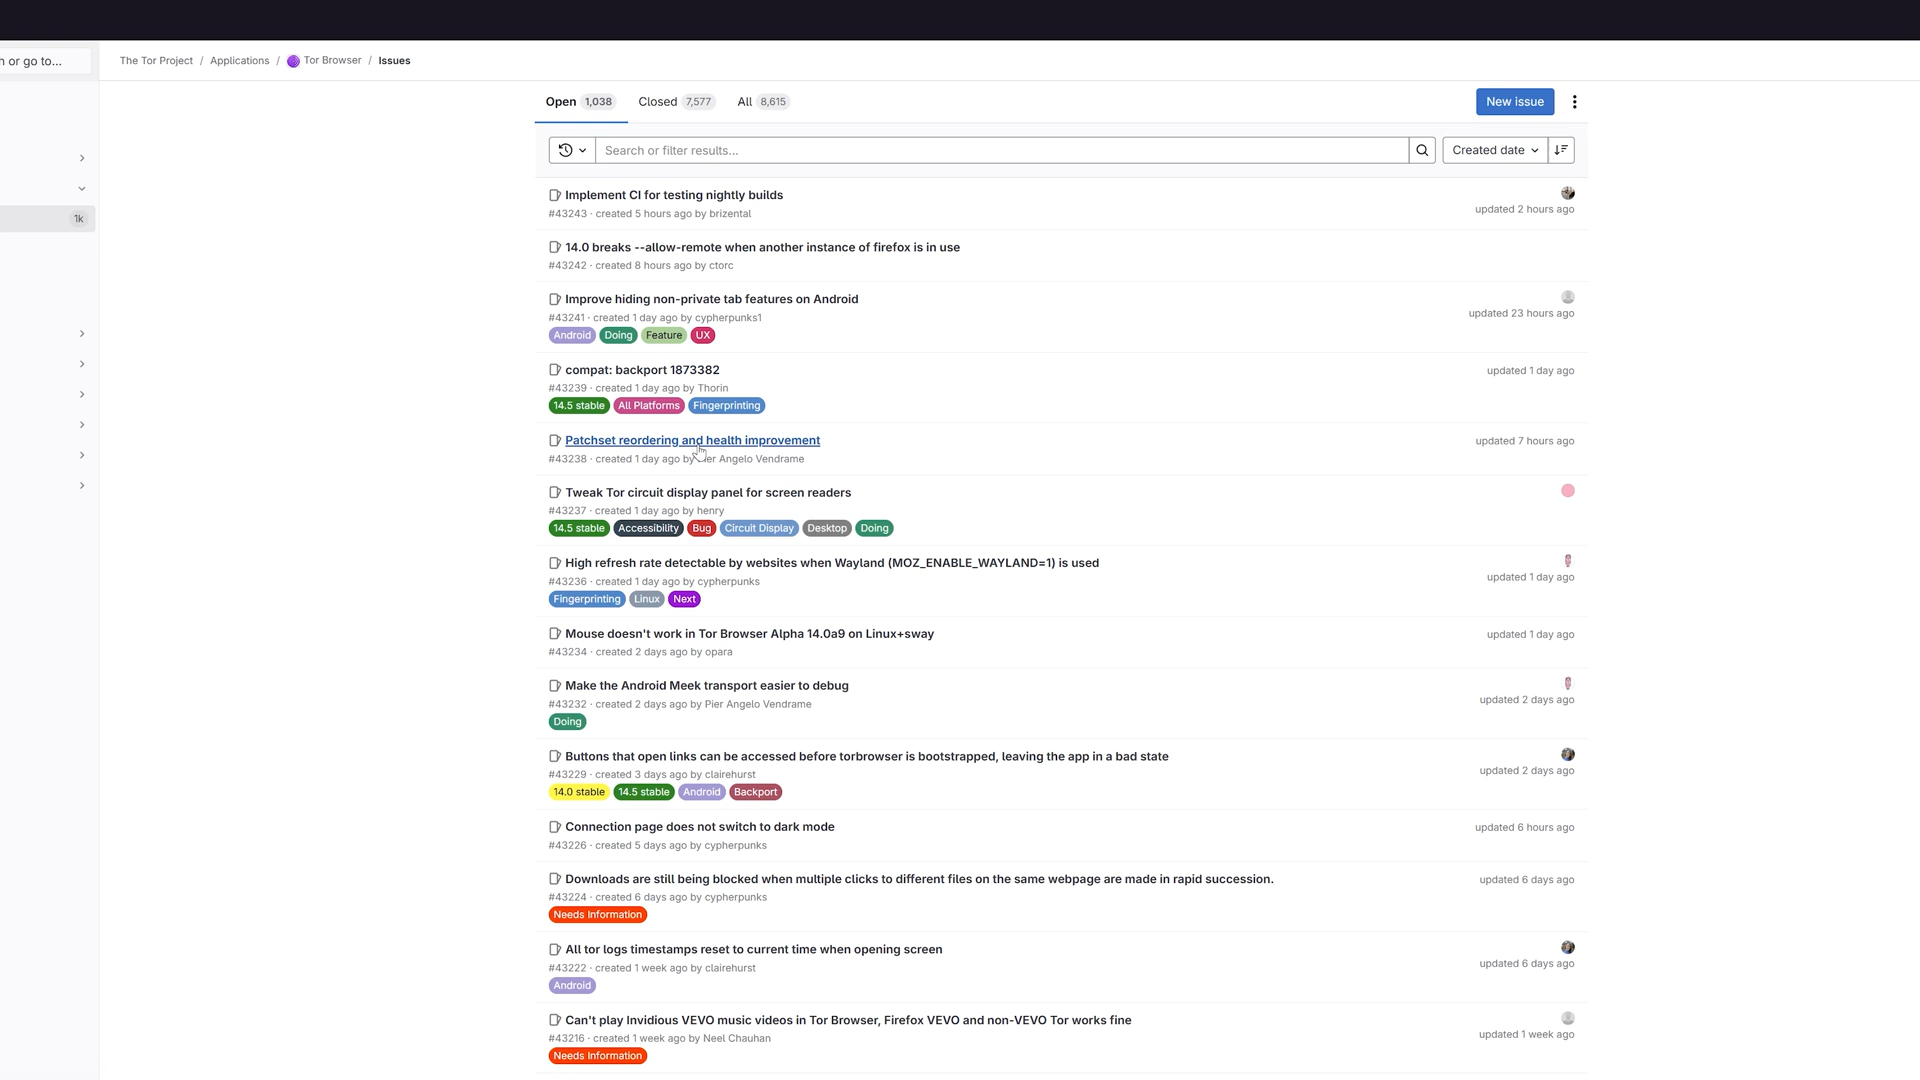 h or go to...
The Tor Project / Applications / Tor Browser / Issues
Open 1,038 Closed 7,577 All 8,615
New issue
Search or filter results...
Created date
1k
Implement CI for testing nightly builds
#43243 · created 5 hours ago by brizental
updated 2 hours ago
14.0 breaks --allow-remote when another instance of firefox is in use
#43242 · created 8 hours ago by ctorc
Improve hiding non-private tab features on Android
#43241 · created 1 day ago by cypherpunks1
updated 23 hours ago
Android Doing Feature UX
compat: backport 1873382
updated 1 day ago
#43239 · created 1 day ago by Thorin
14.5 stable All Platforms Fingerprinting
Patchset reordering and health improvement
updated 7 hours ago
#43238 · created 1 day ago by er Angelo Vendrame
Tweak Tor circuit display panel for screen readers
#43237 · created 1 day ago by henry
14.5 stable Accessibility Bug Circuit Display Desktop Doing
High refresh rate detectable by websites when Wayland (MOZ_ENABLE_WAYLAND=1) is used
#43236 · created 1 day ago by cypherpunks
updated 1 day ago
Fingerprinting Linux Next
Mouse doesn't work in Tor Browser Alpha 14.0a9 on Linux+sway
updated 1 day ago
#43234 · created 2 days ago by opara
Make the Android Meek transport easier to debug
#43232 · created 2 days ago by Pier Angelo Vendrame
updated 2 days ago
Doing
Buttons that open links can be accessed before torbrowser is bootstrapped, leaving the app in a bad state
#43229 · created 3 days ago by clairehurst
updated 2 days ago
14.0 stable 14.5 stable Android Backport
Connection page does not switch to dark mode
updated 6 hours ago
#43226 · created 5 days ago by cypherpunks
Downloads are still being blocked when multiple clicks to different files on the same webpage are made in rapid succession.
updated 6 days ago
#43224 · created 6 days ago by cypherpunks
Needs Information
All tor logs timestamps reset to current time when opening screen
#43222 · created 1 week ago by clairehurst
updated 6 days ago
Android
Can't play Invidious VEVO music videos in Tor Browser, Firefox VEVO and non-VEVO Tor works fine
#43216 · created 1 week ago by Neel Chauhan
updated 1 week ago
Needs Information